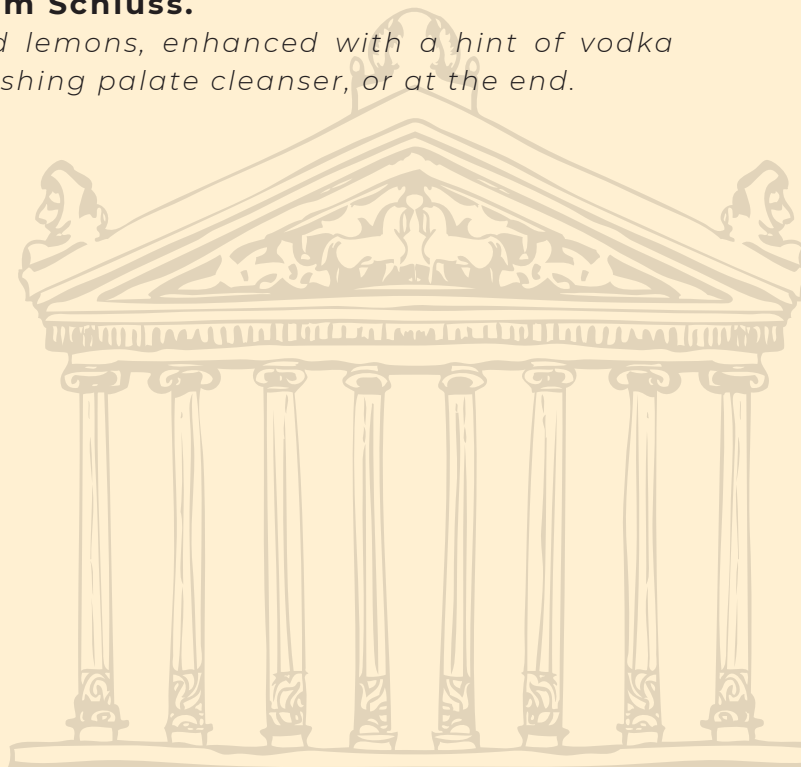 m Schluss.
d lemons, enhanced with a hint of vodka
shing palate cleanser, or at the end.